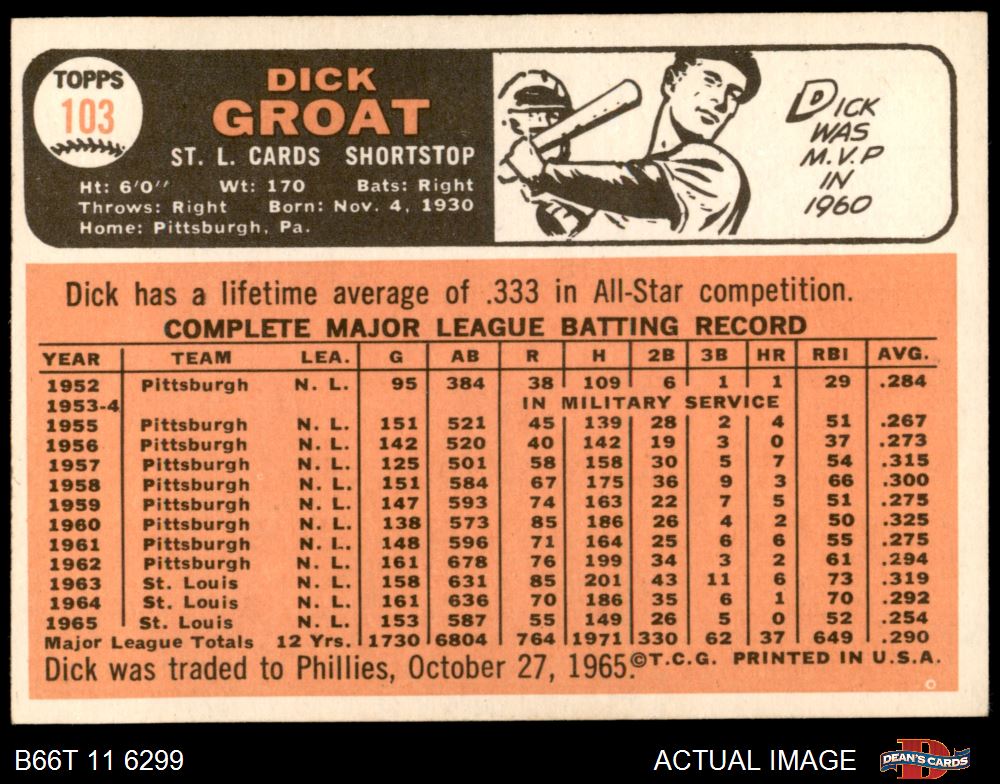 TOPPS
103
DICK
GROAT
ST. L. CARDS SHORTSTOP
Ht: 6'0" Wt: 170 Bats: Right
Throws: Right Born: Nov. 4, 1930
Home: Pittsburgh, Pa.
DICK
WAS
M.V.P
IN
1960
Dick has a lifetime average of .333 in All-Star competition.
COMPLETE MAJOR LEAGUE BATTING RECORD
YEAR TEAM LEA. G AB R H 2B 3B HR RBI AVG.
1952 Pittsburgh N. L. 95 384 38 109 6 1 1 29 .284
1953-4 IN MILITARY SERVICE
1955 Pittsburgh N. L. 151 521 45 139 28 2 4 51 .267
1956 Pittsburgh N. L. 142 520 40 142 19 3 0 37 .273
1957 Pittsburgh N. L. 125 501 58 158 30 5 7 54 .315
1958 Pittsburgh N. L. 151 584 67 175 36 9 3 66 .300
1959 Pittsburgh N. L. 147 593 74 163 22 7 5 51 .275
1960 Pittsburgh N. L. 138 573 85 186 26 4 2 50 .325
1961 Pittsburgh N. L. 148 596 71 164 25 6 6 55 .275
1962 Pittsburgh N. L. 161 678 76 199 34 3 2 61 .294
1963 St. Louis N. L. 158 631 85 201 43 11 6 73 .319
1964 St. Louis N. L. 161 636 70 186 35 6 1 70 .292
1965 St. Louis N. L. 153 587 55 149 26 5 0 52 .254
Major League Totals 12 Yrs. 1730 6804 764 1971 330 62 37 649 .290
Dick was traded to Phillies, October 27, 1965. ©T.C.G. PRINTED IN U.S.A.
B66T 11 6299 ACTUAL IMAGE
D
DEAN'S CARDS